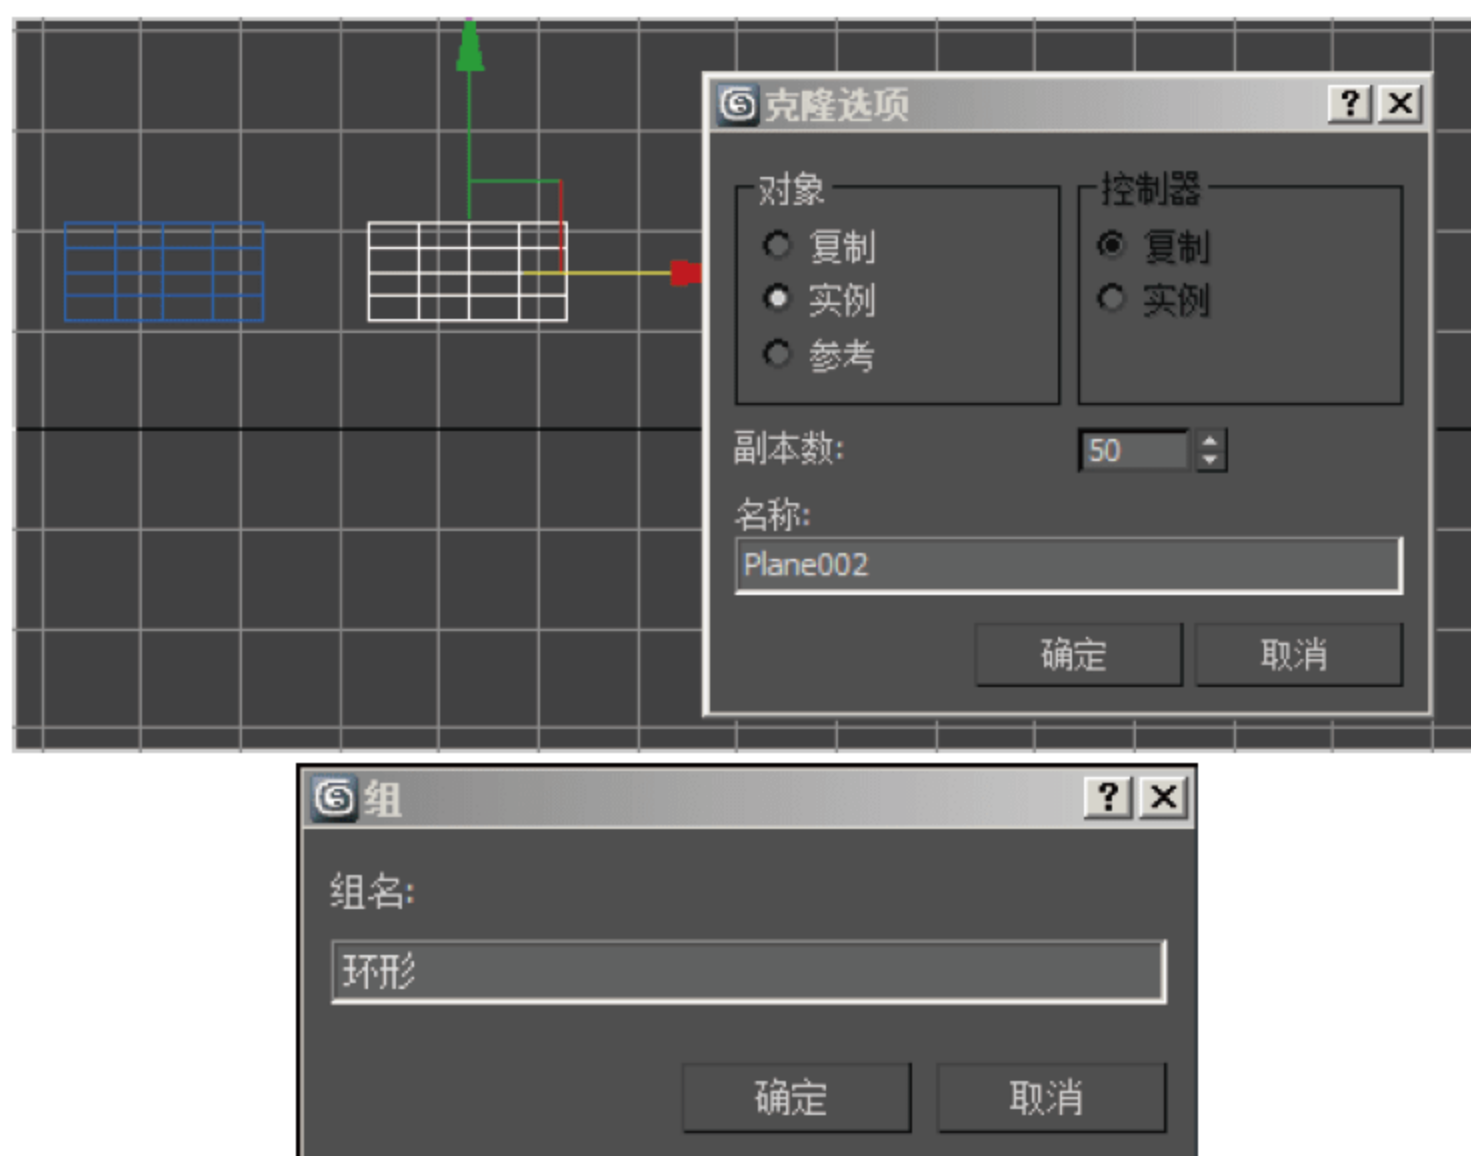 克隆选项
对象
复制
实例
参考
控制器
复制
实例
副本数: 50
名称:
Plane002
确定 取消
组
组名:
环形
确定 取消